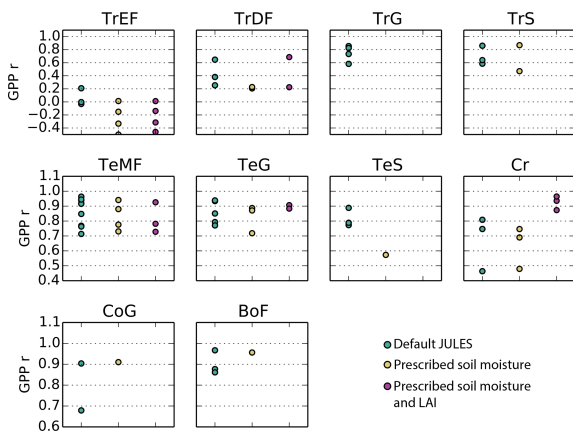 TrEF TrDF TrG TrS
GPP r
1.0
0.8
0.6
0.4
0.2
0.0
−0.2
−0.4
TeMF TeG TeS Cr
GPP r
1.1
1.0
0.9
0.8
0.7
0.6
0.5
0.4
CoG BoF
GPP r
1.1
1.0
0.9
0.8
0.7
0.6
Default JULES
Prescribed soil moisture
Prescribed soil moisture
and LAI